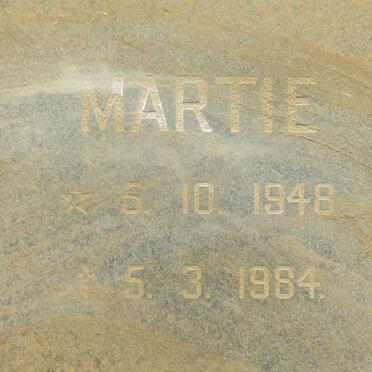 MARTIE
☆ 5. 10. 1948
† 5. 3. 1984.